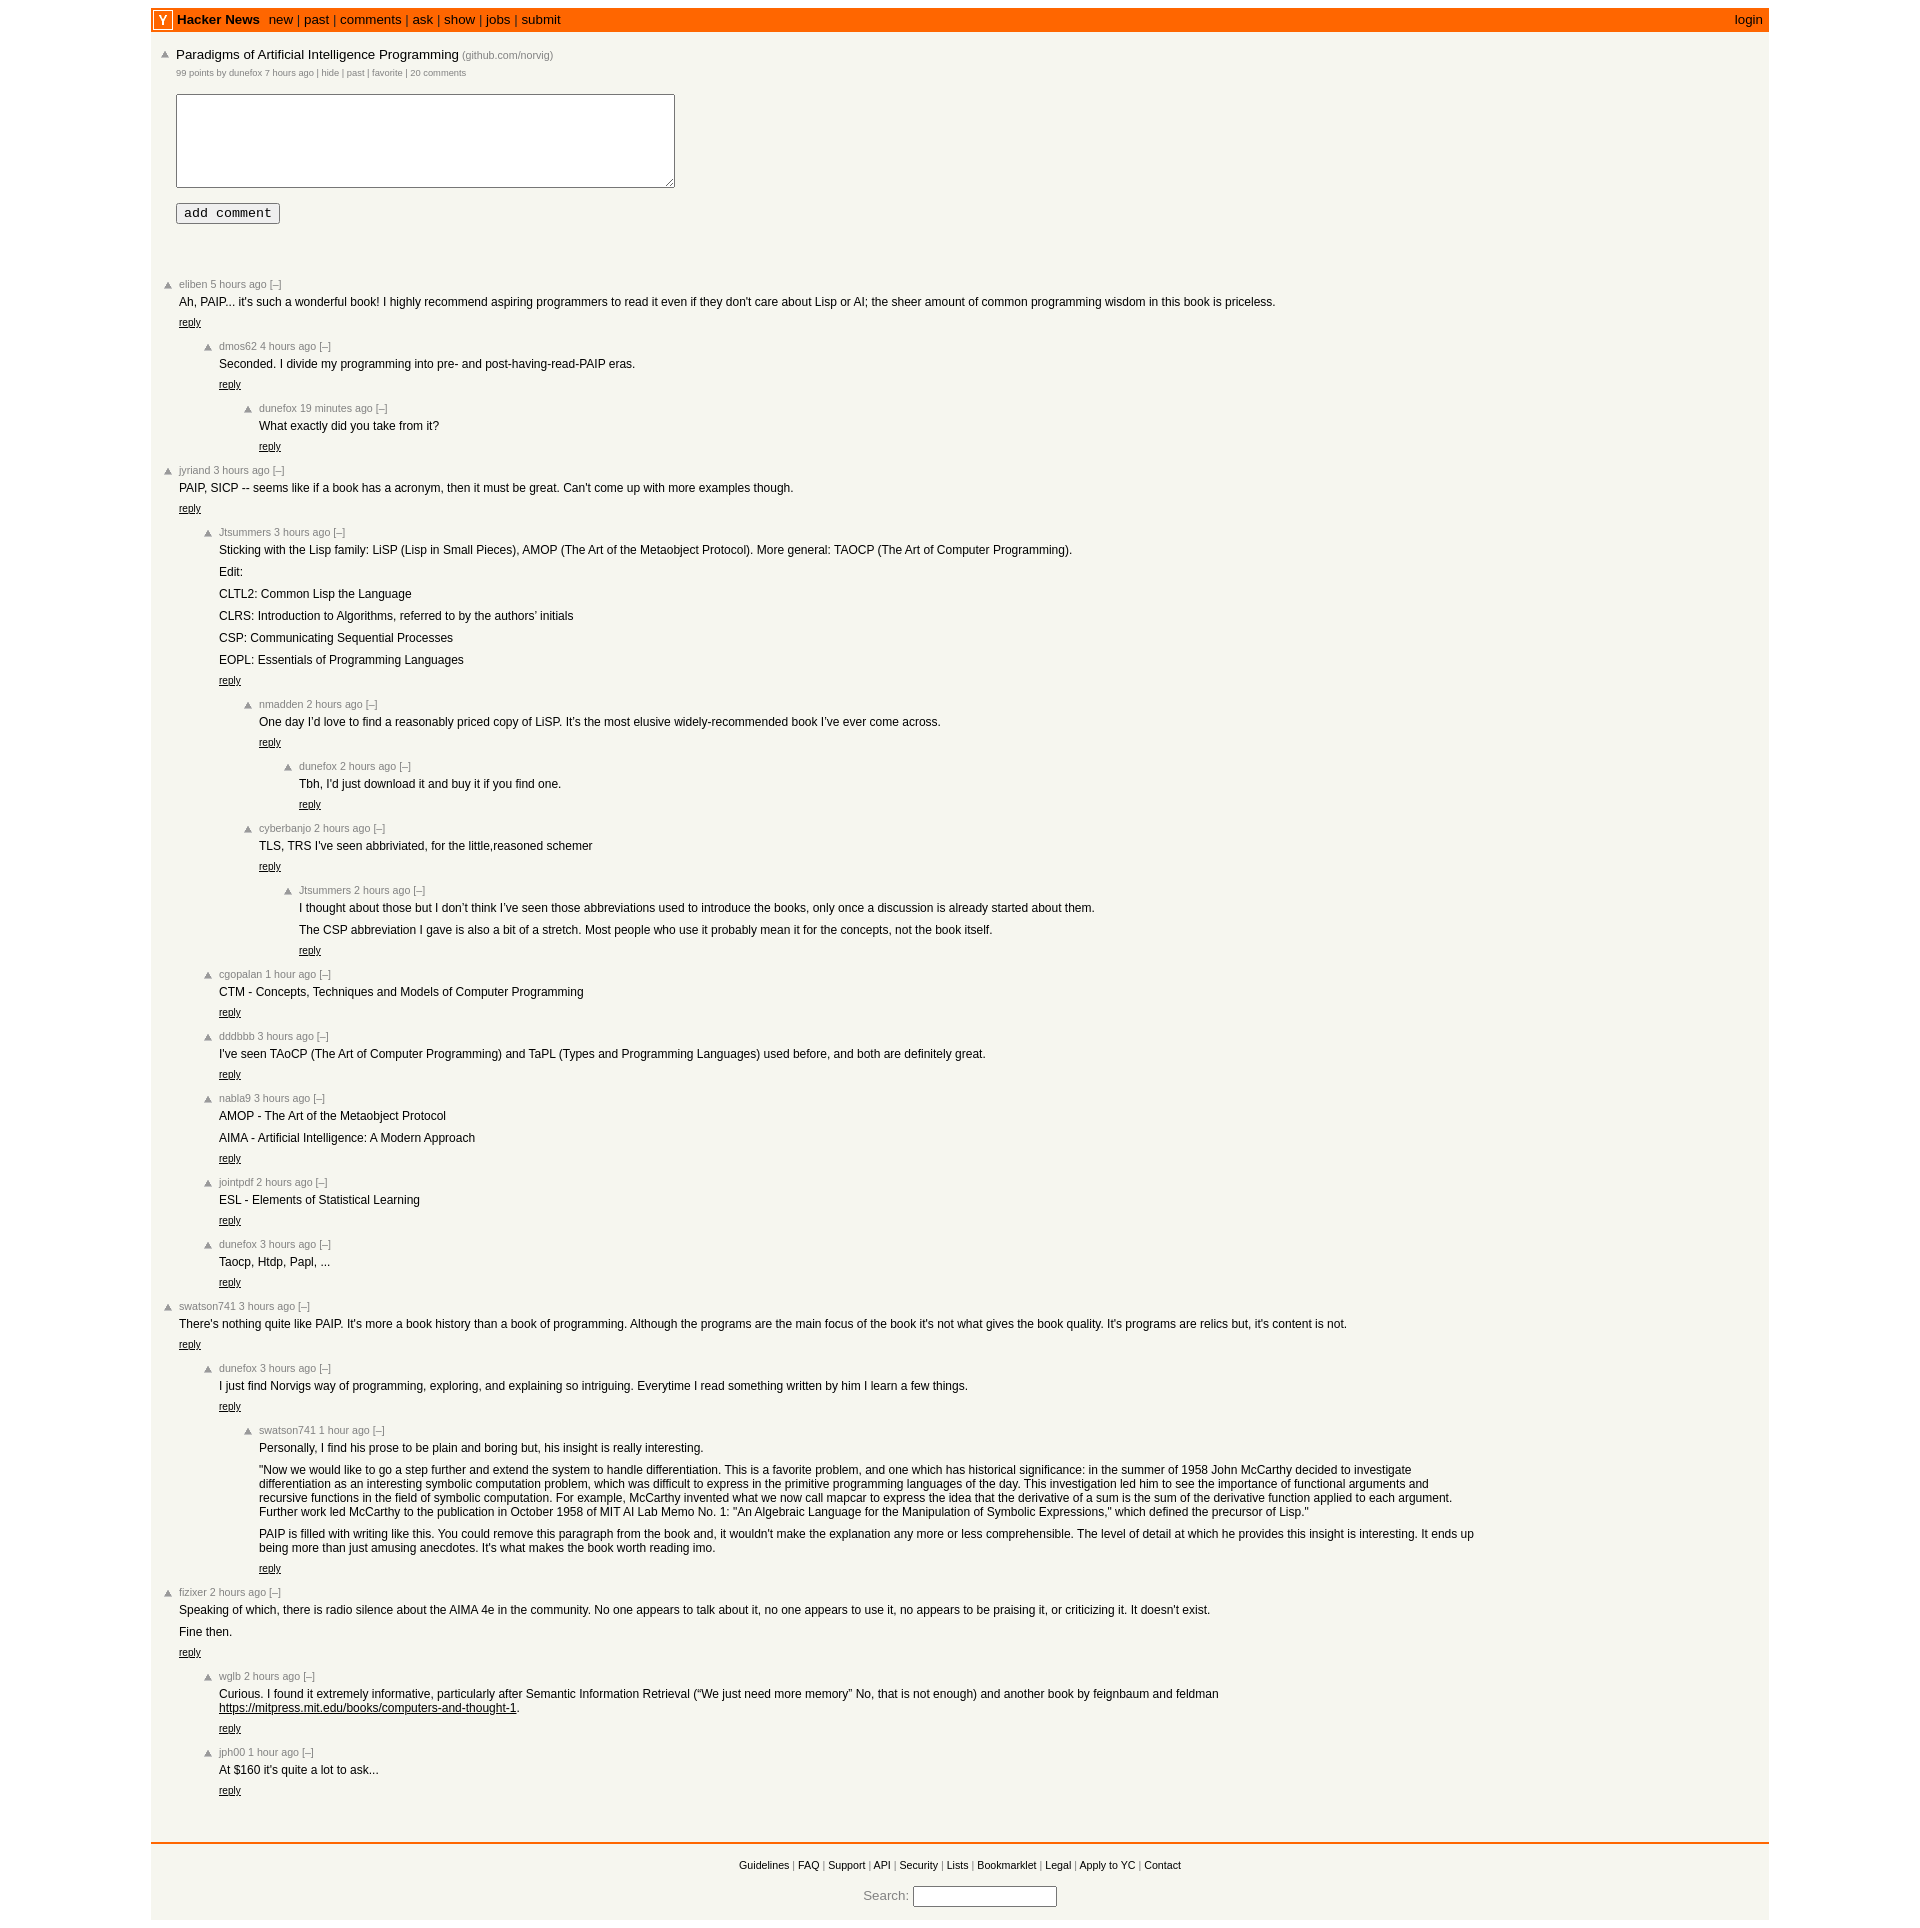 Y Hacker News new | past | comments | ask | show | jobs | submit login
Paradigms of Artificial Intelligence Programming (github.com/norvig)
99 points by dunefox 7 hours ago | hide | past | favorite | 20 comments
add comment
eliben 5 hours ago [–]
Ah, PAIP... it's such a wonderful book! I highly recommend aspiring programmers to read it even if they don't care about Lisp or AI; the sheer amount of common programming wisdom in this book is priceless.
reply
dmos62 4 hours ago [–]
Seconded. I divide my programming into pre- and post-having-read-PAIP eras.
reply
dunefox 19 minutes ago [–]
What exactly did you take from it?
reply
jyriand 3 hours ago [–]
PAIP, SICP -- seems like if a book has a acronym, then it must be great. Can't come up with more examples though.
reply
Jtsummers 3 hours ago [–]
Sticking with the Lisp family: LiSP (Lisp in Small Pieces), AMOP (The Art of the Metaobject Protocol). More general: TAOCP (The Art of Computer Programming).
Edit:
CLTL2: Common Lisp the Language
CLRS: Introduction to Algorithms, referred to by the authors’ initials
CSP: Communicating Sequential Processes
EOPL: Essentials of Programming Languages
reply
nmadden 2 hours ago [–]
One day I’d love to find a reasonably priced copy of LiSP. It’s the most elusive widely-recommended book I’ve ever come across.
reply
dunefox 2 hours ago [–]
Tbh, I'd just download it and buy it if you find one.
reply
cyberbanjo 2 hours ago [–]
TLS, TRS I've seen abbriviated, for the little,reasoned schemer
reply
Jtsummers 2 hours ago [–]
I thought about those but I don’t think I’ve seen those abbreviations used to introduce the books, only once a discussion is already started about them.
The CSP abbreviation I gave is also a bit of a stretch. Most people who use it probably mean it for the concepts, not the book itself.
reply
cgopalan 1 hour ago [–]
CTM - Concepts, Techniques and Models of Computer Programming
reply
dddbbb 3 hours ago [–]
I've seen TAoCP (The Art of Computer Programming) and TaPL (Types and Programming Languages) used before, and both are definitely great.
reply
nabla9 3 hours ago [–]
AMOP - The Art of the Metaobject Protocol
AIMA - Artificial Intelligence: A Modern Approach
reply
jointpdf 2 hours ago [–]
ESL - Elements of Statistical Learning
reply
dunefox 3 hours ago [–]
Taocp, Htdp, Papl, ...
reply
swatson741 3 hours ago [–]
There's nothing quite like PAIP. It's more a book history than a book of programming. Although the programs are the main focus of the book it's not what gives the book quality. It's programs are relics but, it's content is not.
reply
dunefox 3 hours ago [–]
I just find Norvigs way of programming, exploring, and explaining so intriguing. Everytime I read something written by him I learn a few things.
reply
swatson741 1 hour ago [–]
Personally, I find his prose to be plain and boring but, his insight is really interesting.
"Now we would like to go a step further and extend the system to handle differentiation. This is a favorite problem, and one which has historical significance: in the summer of 1958 John McCarthy decided to investigate
differentiation as an interesting symbolic computation problem, which was difficult to express in the primitive programming languages of the day. This investigation led him to see the importance of functional arguments and
recursive functions in the field of symbolic computation. For example, McCarthy invented what we now call mapcar to express the idea that the derivative of a sum is the sum of the derivative function applied to each argument.
Further work led McCarthy to the publication in October 1958 of MIT AI Lab Memo No. 1: "An Algebraic Language for the Manipulation of Symbolic Expressions," which defined the precursor of Lisp."
PAIP is filled with writing like this. You could remove this paragraph from the book and, it wouldn't make the explanation any more or less comprehensible. The level of detail at which he provides this insight is interesting. It ends up
being more than just amusing anecdotes. It's what makes the book worth reading imo.
reply
fizixer 2 hours ago [–]
Speaking of which, there is radio silence about the AIMA 4e in the community. No one appears to talk about it, no one appears to use it, no appears to be praising it, or criticizing it. It doesn't exist.
Fine then.
reply
wglb 2 hours ago [–]
Curious. I found it extremely informative, particularly after Semantic Information Retrieval (“We just need more memory” No, that is not enough) and another book by feignbaum and feldman
https://mitpress.mit.edu/books/computers-and-thought-1.
reply
jph00 1 hour ago [–]
At $160 it's quite a lot to ask...
reply
Guidelines | FAQ | Support | API | Security | Lists | Bookmarklet | Legal | Apply to YC | Contact
Search: